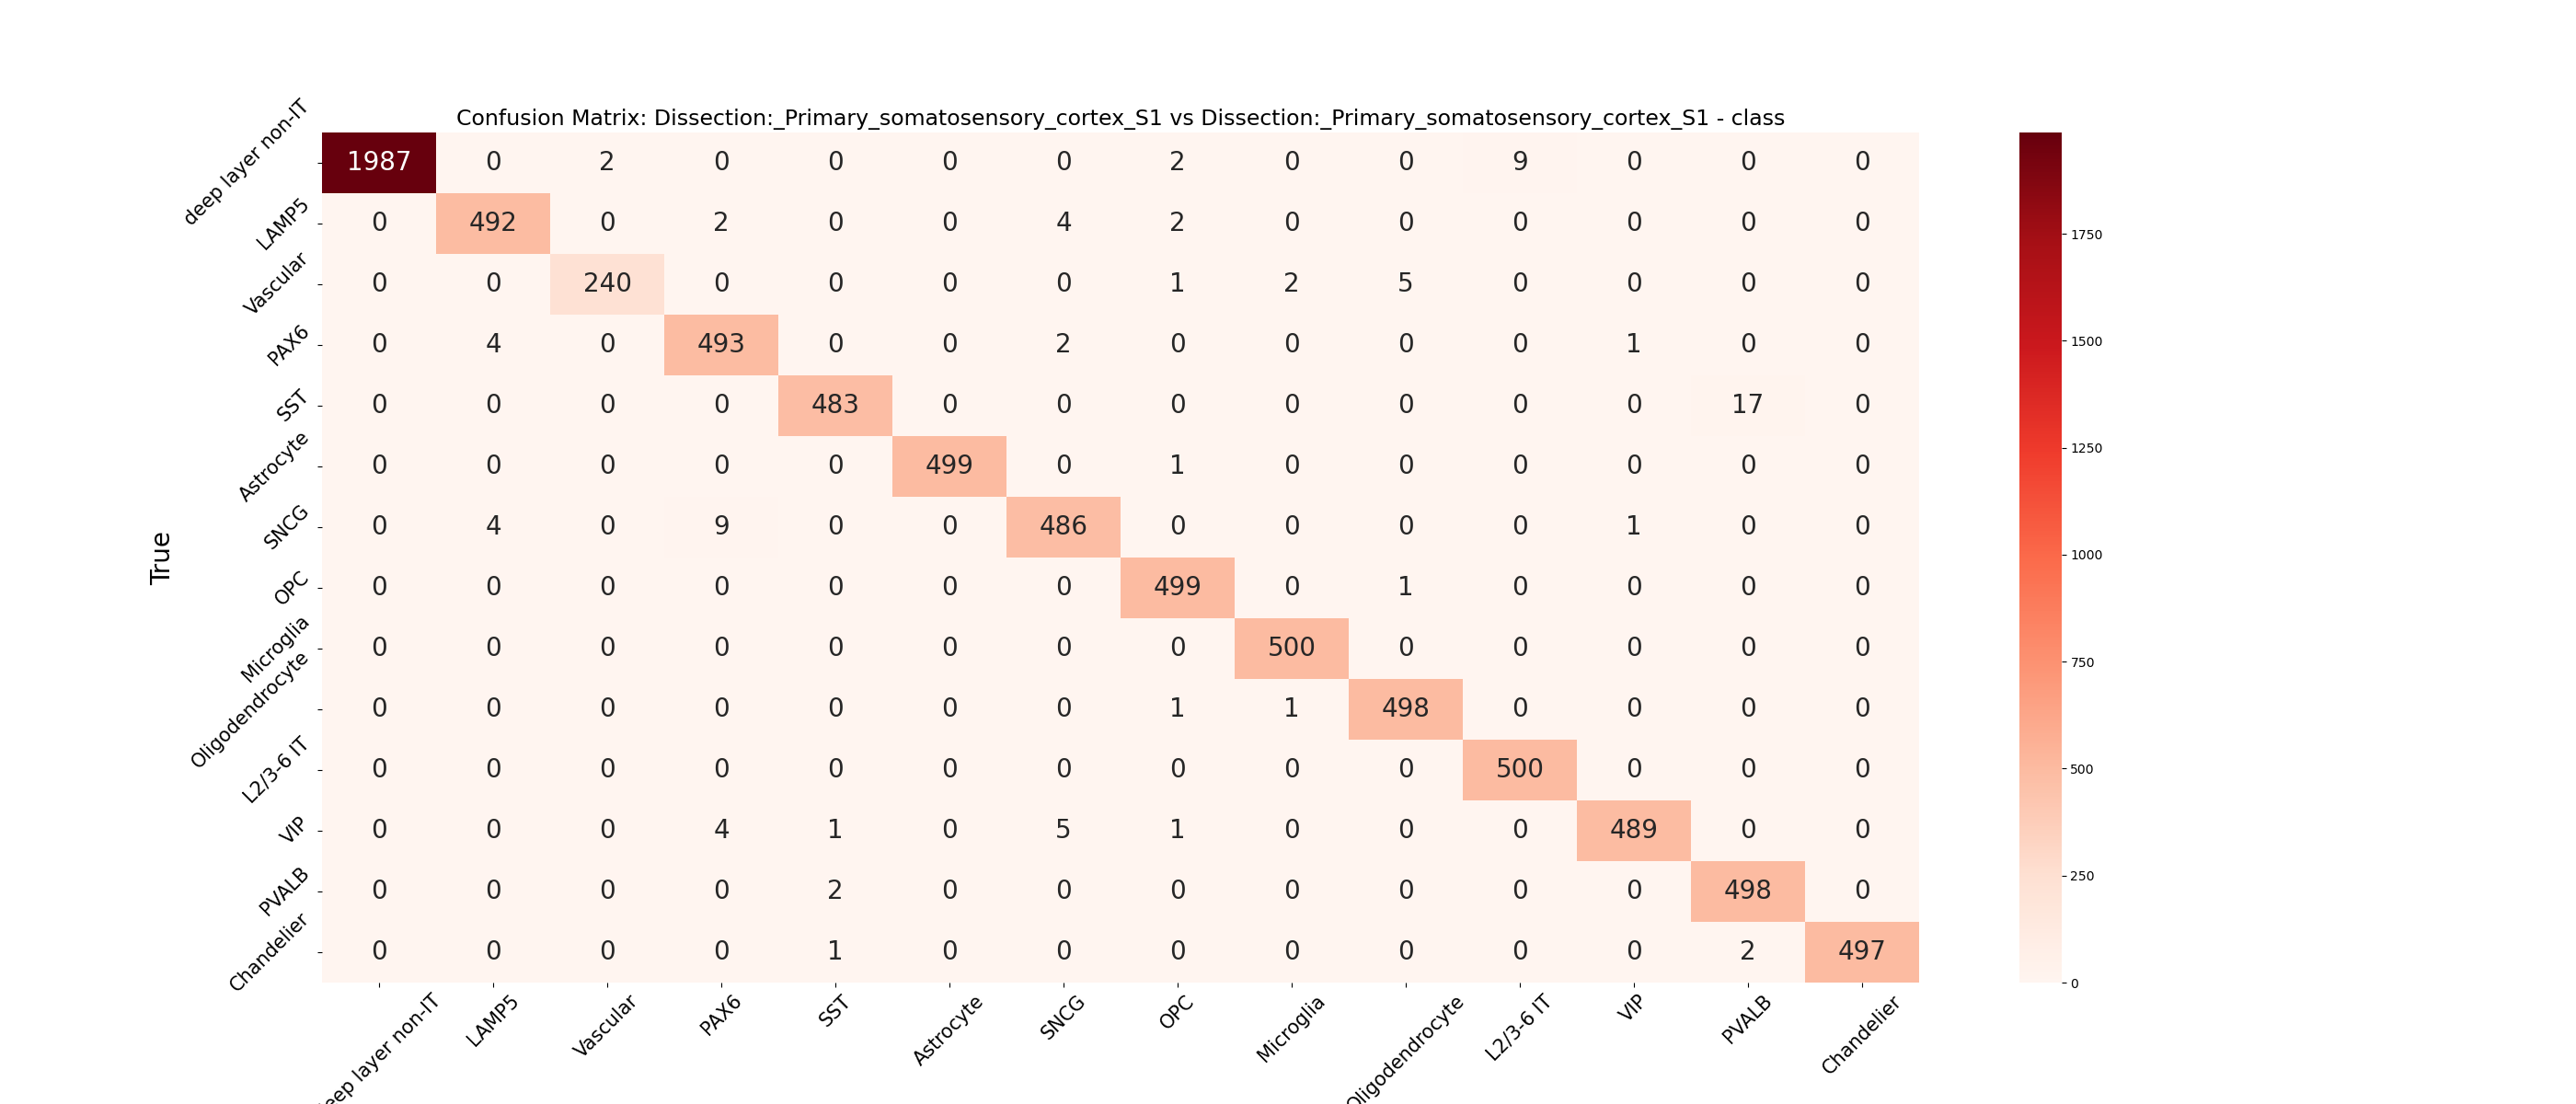 Confusion Matrix: Dissection:_Primary_somatosensory_cortex_S1 vs Dissection:_Primary_somatosensory_cortex_S1 - class
True
deep layer non-IT 1987 0 2 0 0 0 0 2 0 0 9 0 0 0
LAMP5 0 492 0 2 0 0 4 2 0 0 0 0 0 0
Vascular 0 0 240 0 0 0 0 1 2 5 0 0 0 0
PAX6 0 4 0 493 0 0 2 0 0 0 0 1 0 0
SST 0 0 0 0 483 0 0 0 0 0 0 0 17 0
Astrocyte 0 0 0 0 0 499 0 1 0 0 0 0 0 0
SNCG 0 4 0 9 0 0 486 0 0 0 0 1 0 0
OPC 0 0 0 0 0 0 0 499 0 1 0 0 0 0
Microglia 0 0 0 0 0 0 0 0 500 0 0 0 0 0
Oligodendrocyte 0 0 0 0 0 0 0 1 1 498 0 0 0 0
L2/3-6 IT 0 0 0 0 0 0 0 0 0 0 500 0 0 0
VIP 0 0 0 4 1 0 5 1 0 0 0 489 0 0
PVALB 0 0 0 0 2 0 0 0 0 0 0 0 498 0
Chandelier 0 0 0 0 1 0 0 0 0 0 0 0 2 497
eep layer non-IT LAMP5 Vascular PAX6 SST Astrocyte SNCG OPC Microglia Oligodendrocyte L2/3-6 IT VIP PVALB Chandelier
1750
1500
1250
1000
750
500
250
0